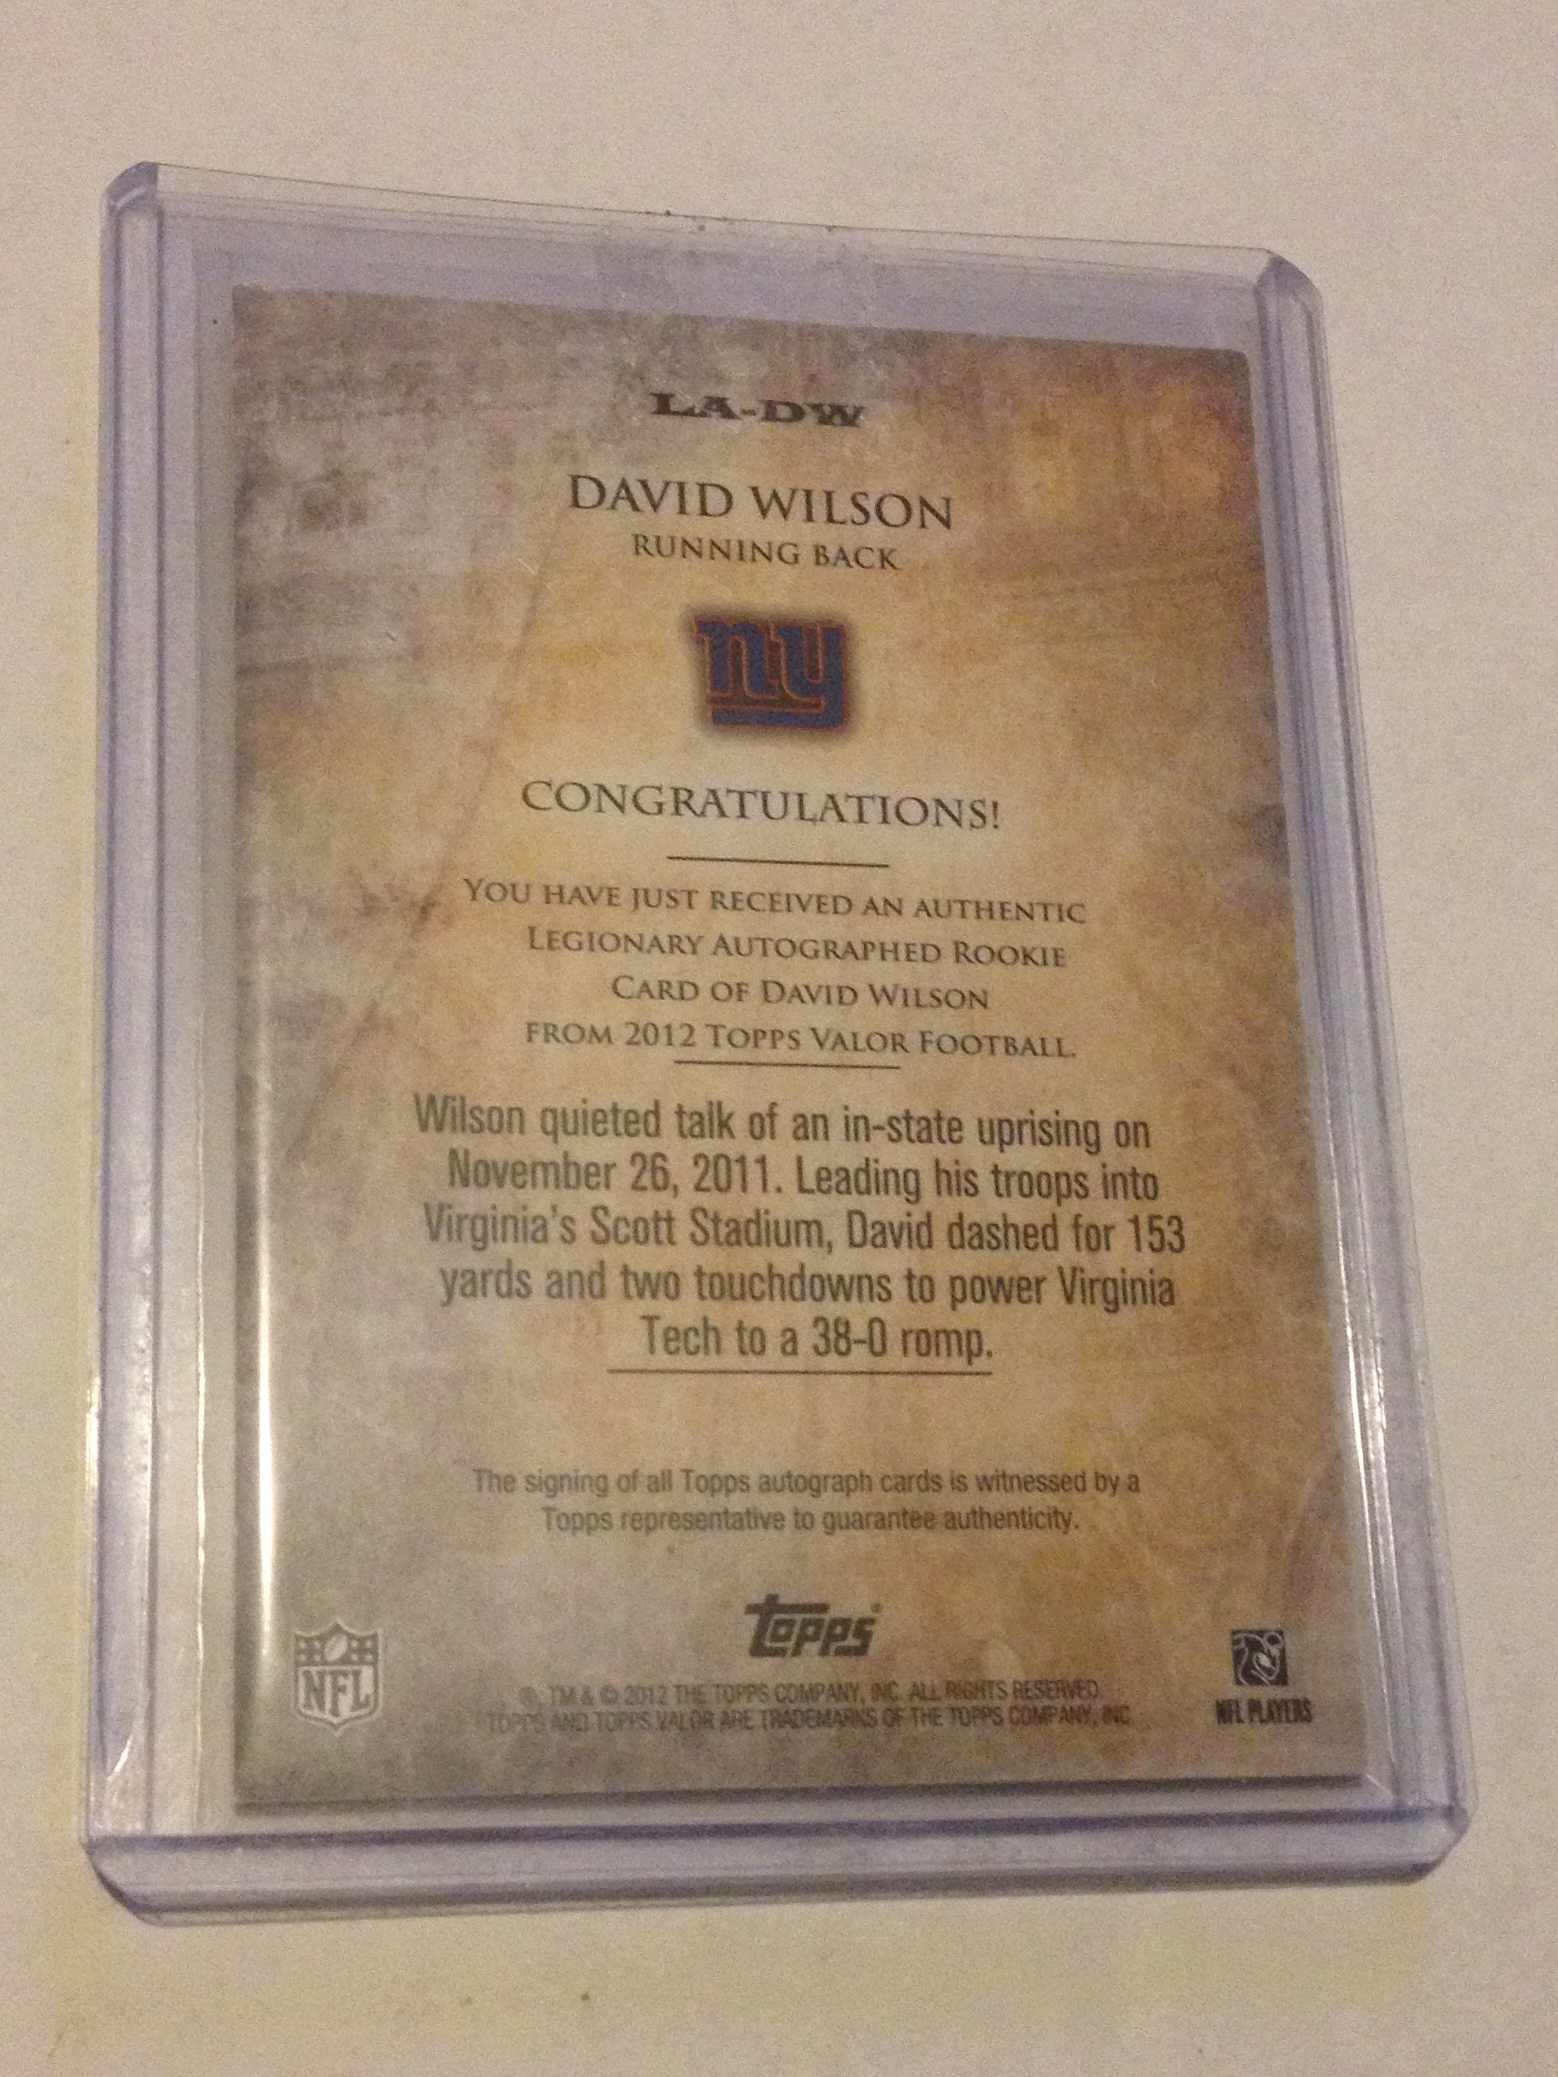 LA-DW
DAVID WILSON
RUNNING BACK
ny
CONGRATULATIONS!
YOU HAVE JUST RECEIVED AN AUTHENTIC
LEGIONARY AUTOGRAPHED ROOKIE
CARD OF DAVID WILSON
FROM 2012 TOPPS VALOR FOOTBALL.
Wilson quieted talk of an in-state uprising on
November 26, 2011. Leading his troops into
Virginia's Scott Stadium, David dashed for 153
yards and two touchdowns to power Virginia
Tech to a 38-0 romp.
The signing of all Topps autograph cards is witnessed by a
Topps representative to guarantee authenticity.
topps®
NFL
®, TM & © 2012 THE TOPPS COMPANY, INC. ALL RIGHTS RESERVED.
TOPPS AND TOPPS VALOR ARE TRADEMARKS OF THE TOPPS COMPANY, INC.
NFL PLAYERS